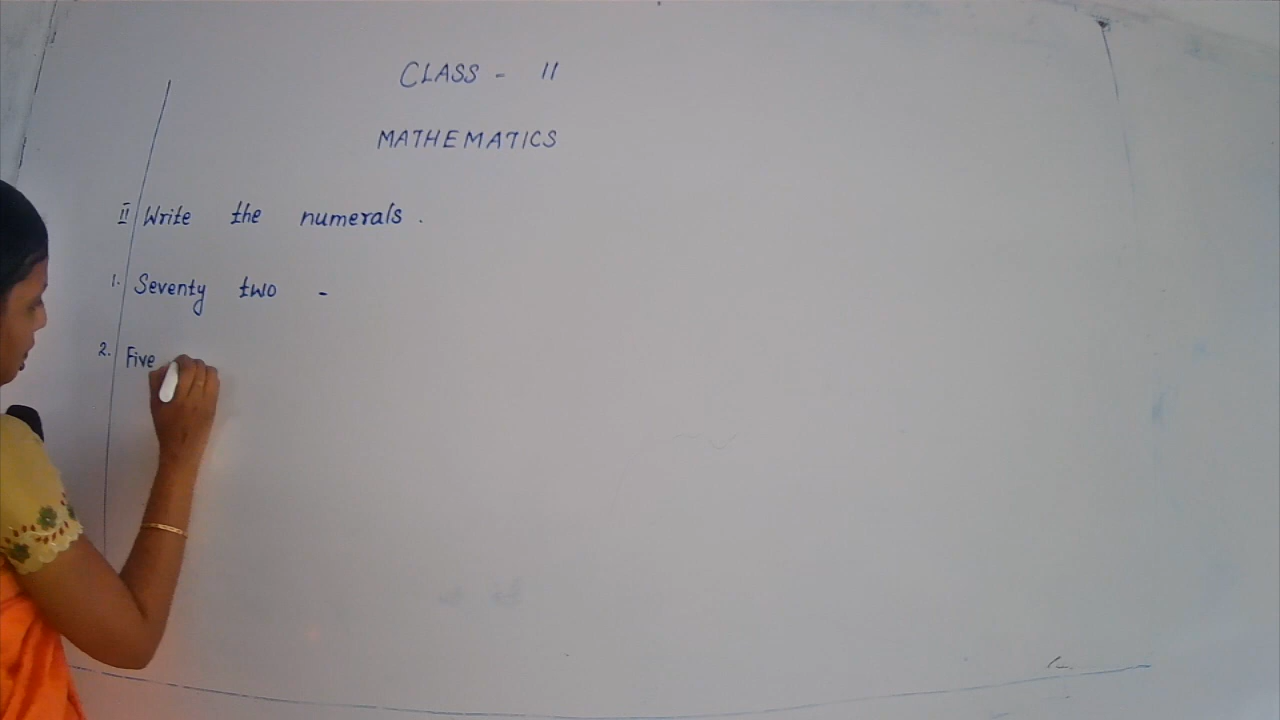 CLASS - II
MATHEMATICS
II Write the numerals.
1. Seventy two -
2. Five